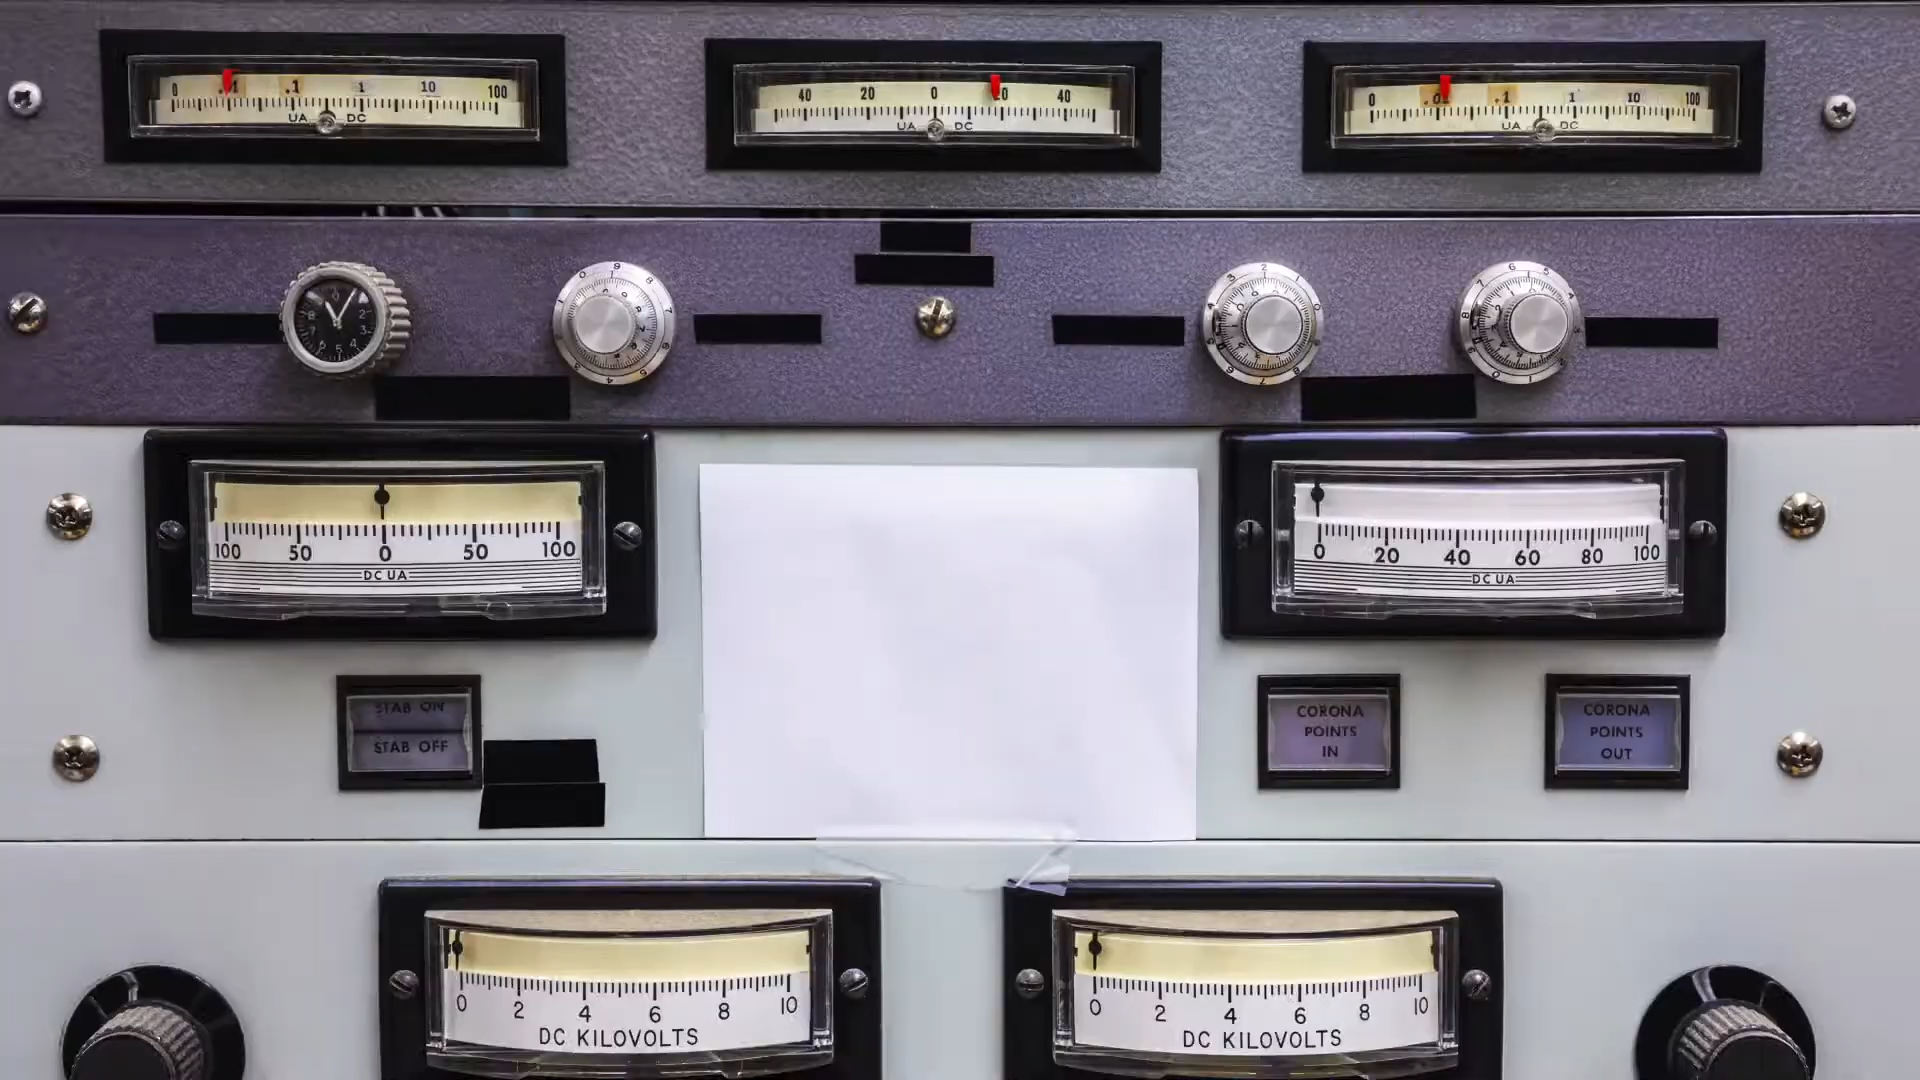 0 .01 .1 1 10 100
UA DC
40 20 0 20 40
UA DC
0 .01 .1 1 10 100
UA DC
100 50 0 50 100
DC UA
0 20 40 60 80 100
DC UA
STAB ON
STAB OFF
CORONA
POINTS
IN
CORONA
POINTS
OUT
0 2 4 6 8 10
DC KILOVOLTS
0 2 4 6 8 10
DC KILOVOLTS